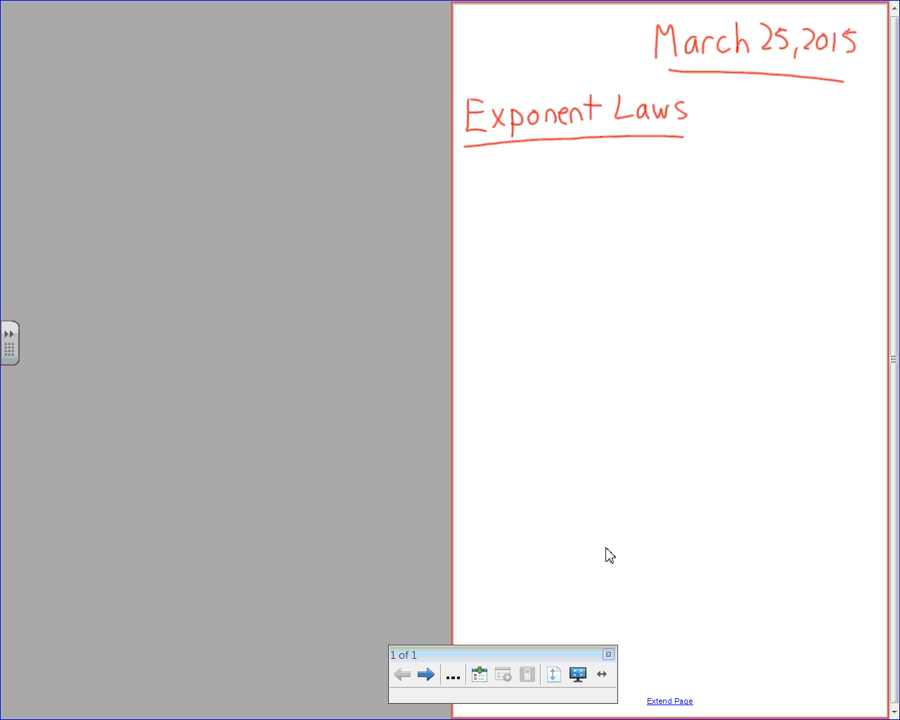 March 25, 2015
Exponent Laws
1 of 1
...
Extend Page